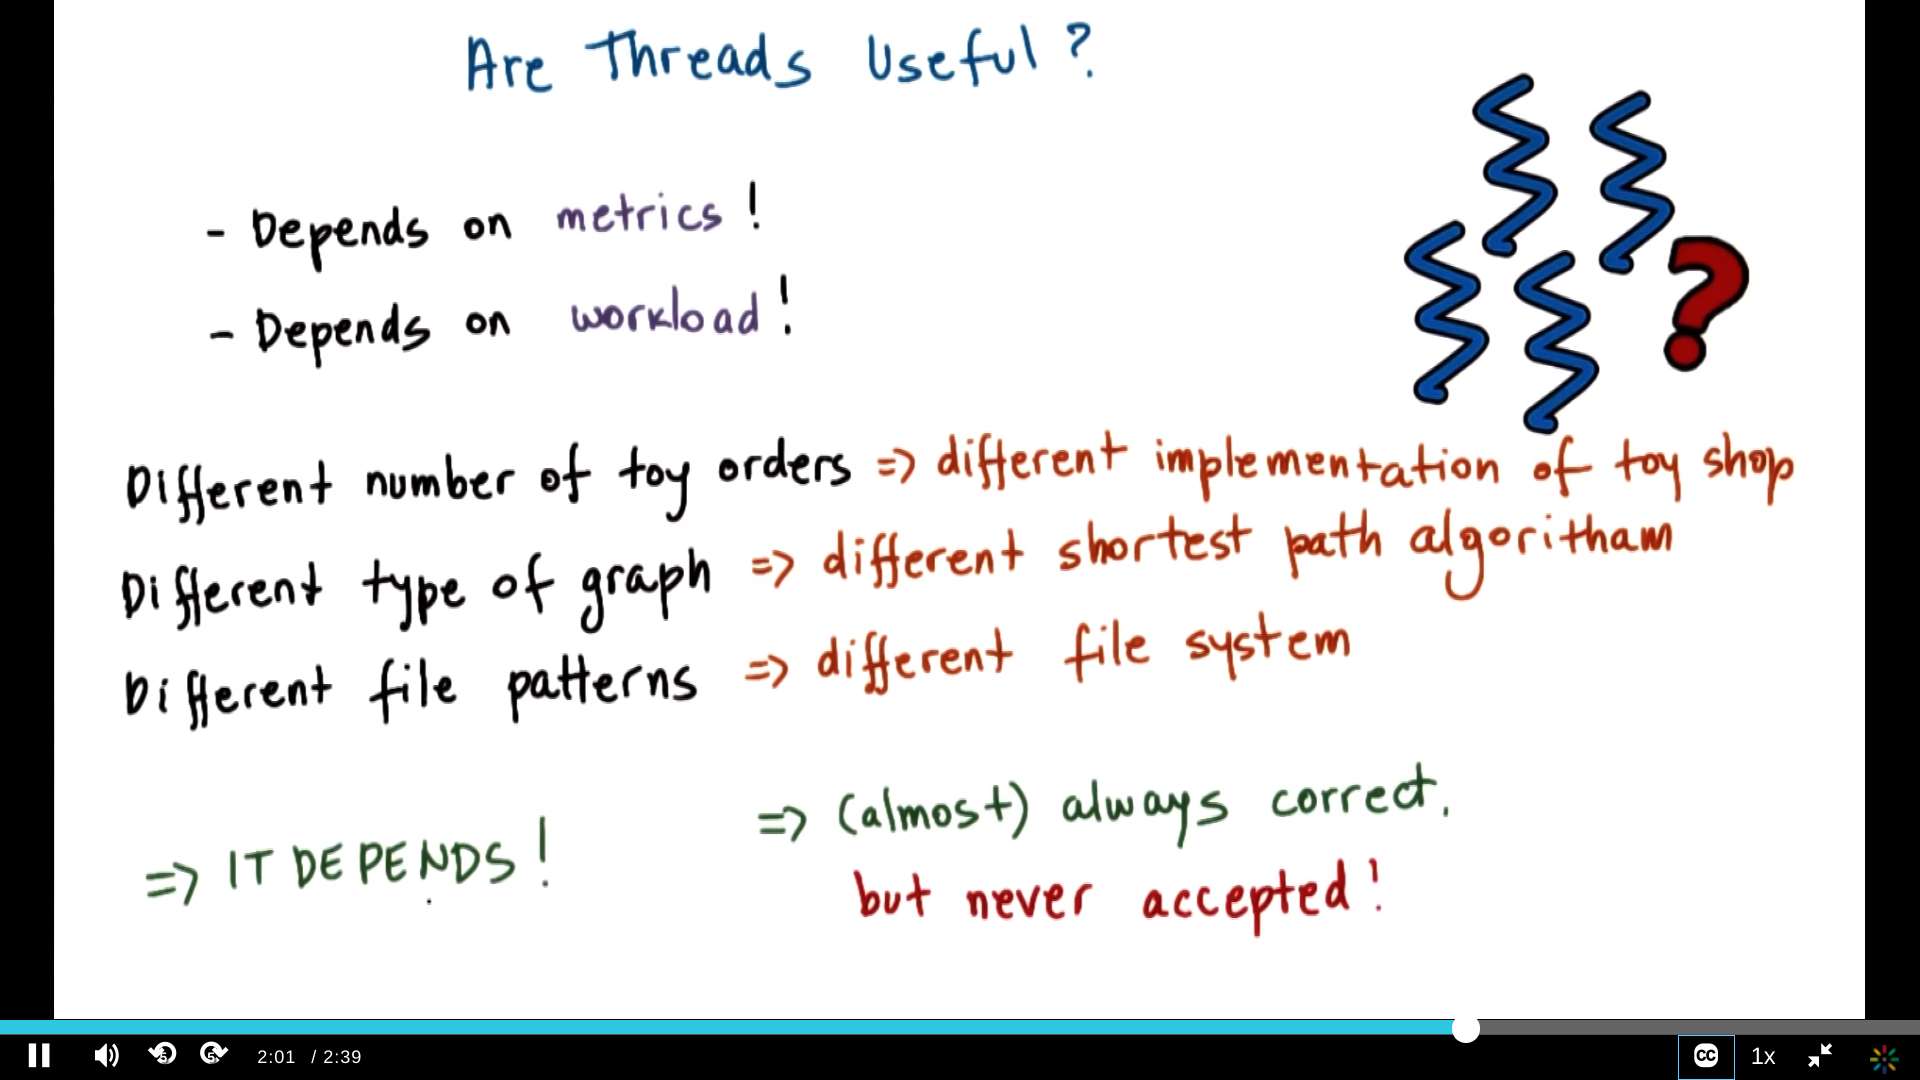 Are Threads Useful?
- Depends on metrics!
- Depends on workload!
Different number of toy orders => different implementation of toy shop
Different type of graph => different shortest path algoritham
Different file patterns => different file system
=> IT DEPENDS!
=> (almost) always correct.
but never accepted!
5 5 2:01 / 2:39 CC 1x